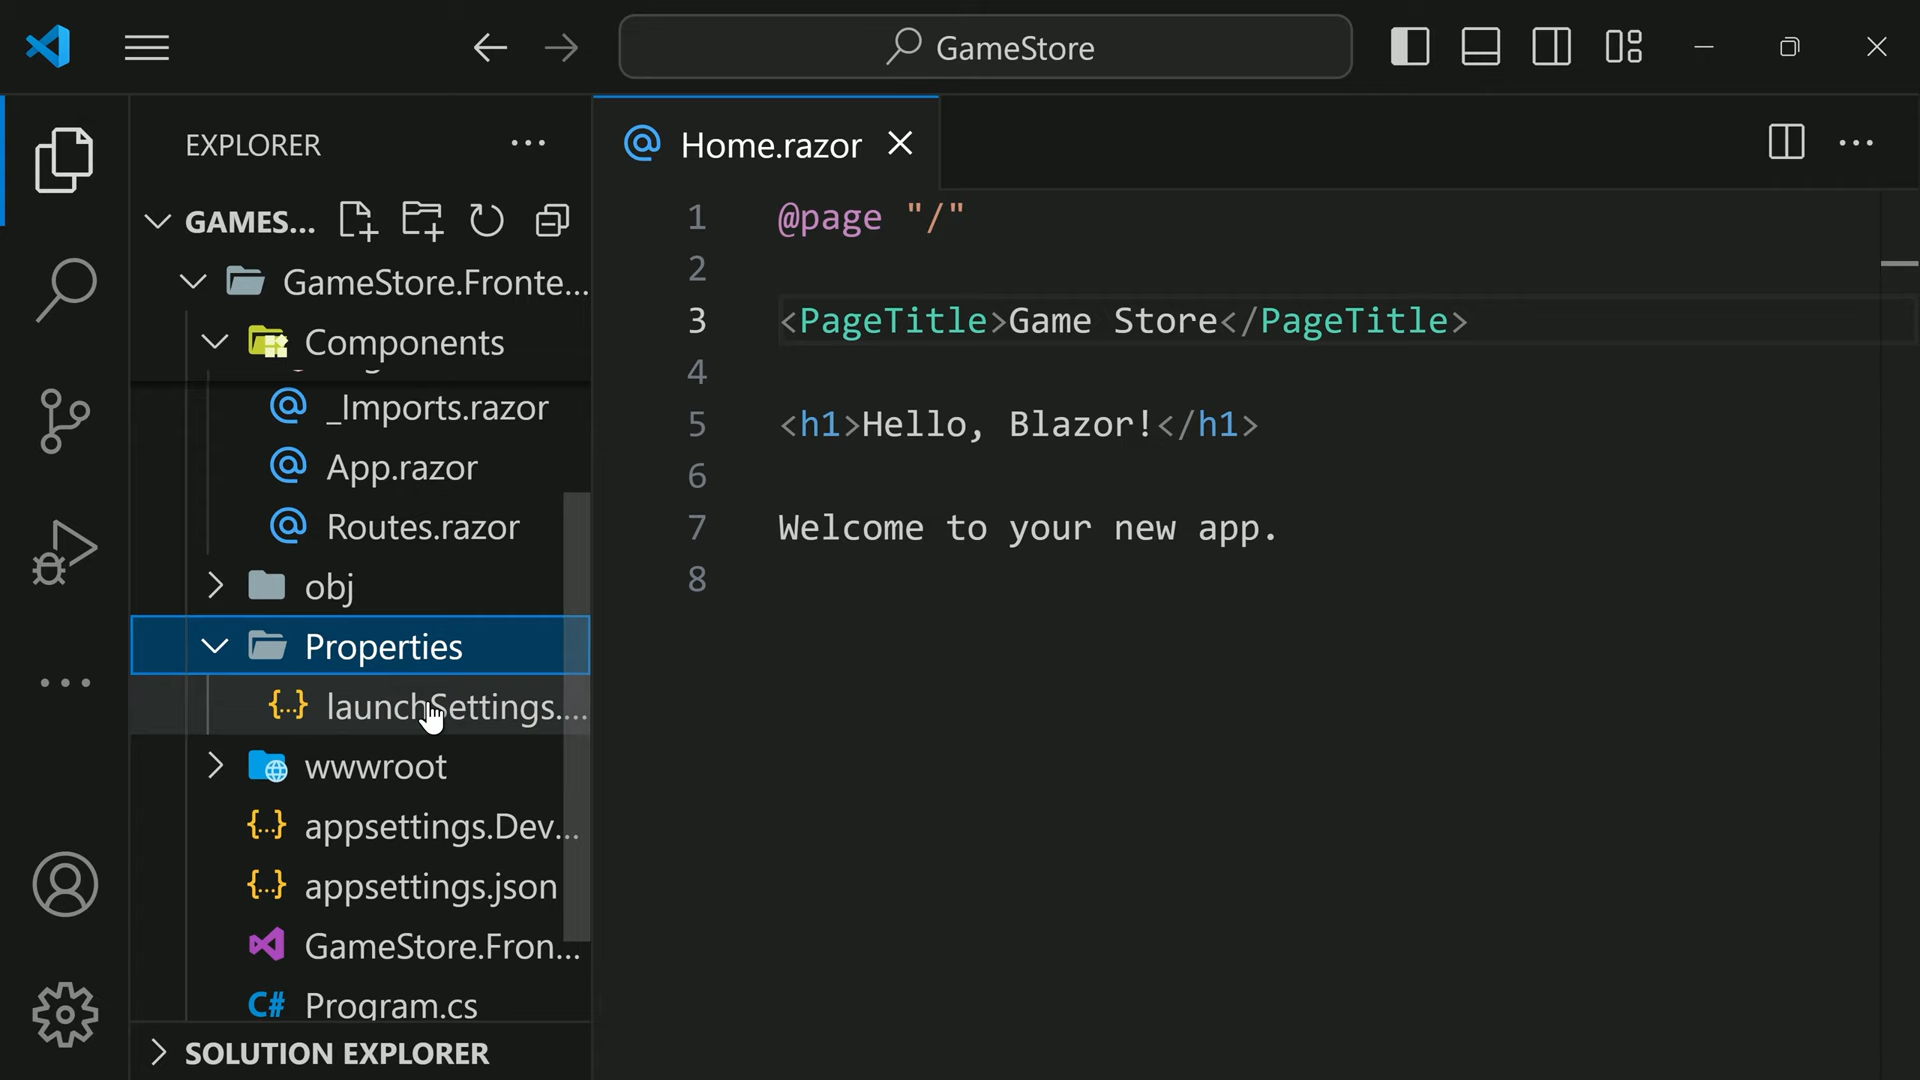 GameStore
EXPLORER
Home.razor
GAMES...
GameStore.Fronte...
Components
_Imports.razor
App.razor
Routes.razor
obj
Properties
{..} launchSettings....
wwwroot
{..} appsettings.Dev...
{..} appsettings.json
GameStore.Fron...
C# Program.cs
SOLUTION EXPLORER
1 @page "/"
2
3 <PageTitle>Game Store</PageTitle>
4
5 <h1>Hello, Blazor!</h1>
6
7 Welcome to your new app.
8